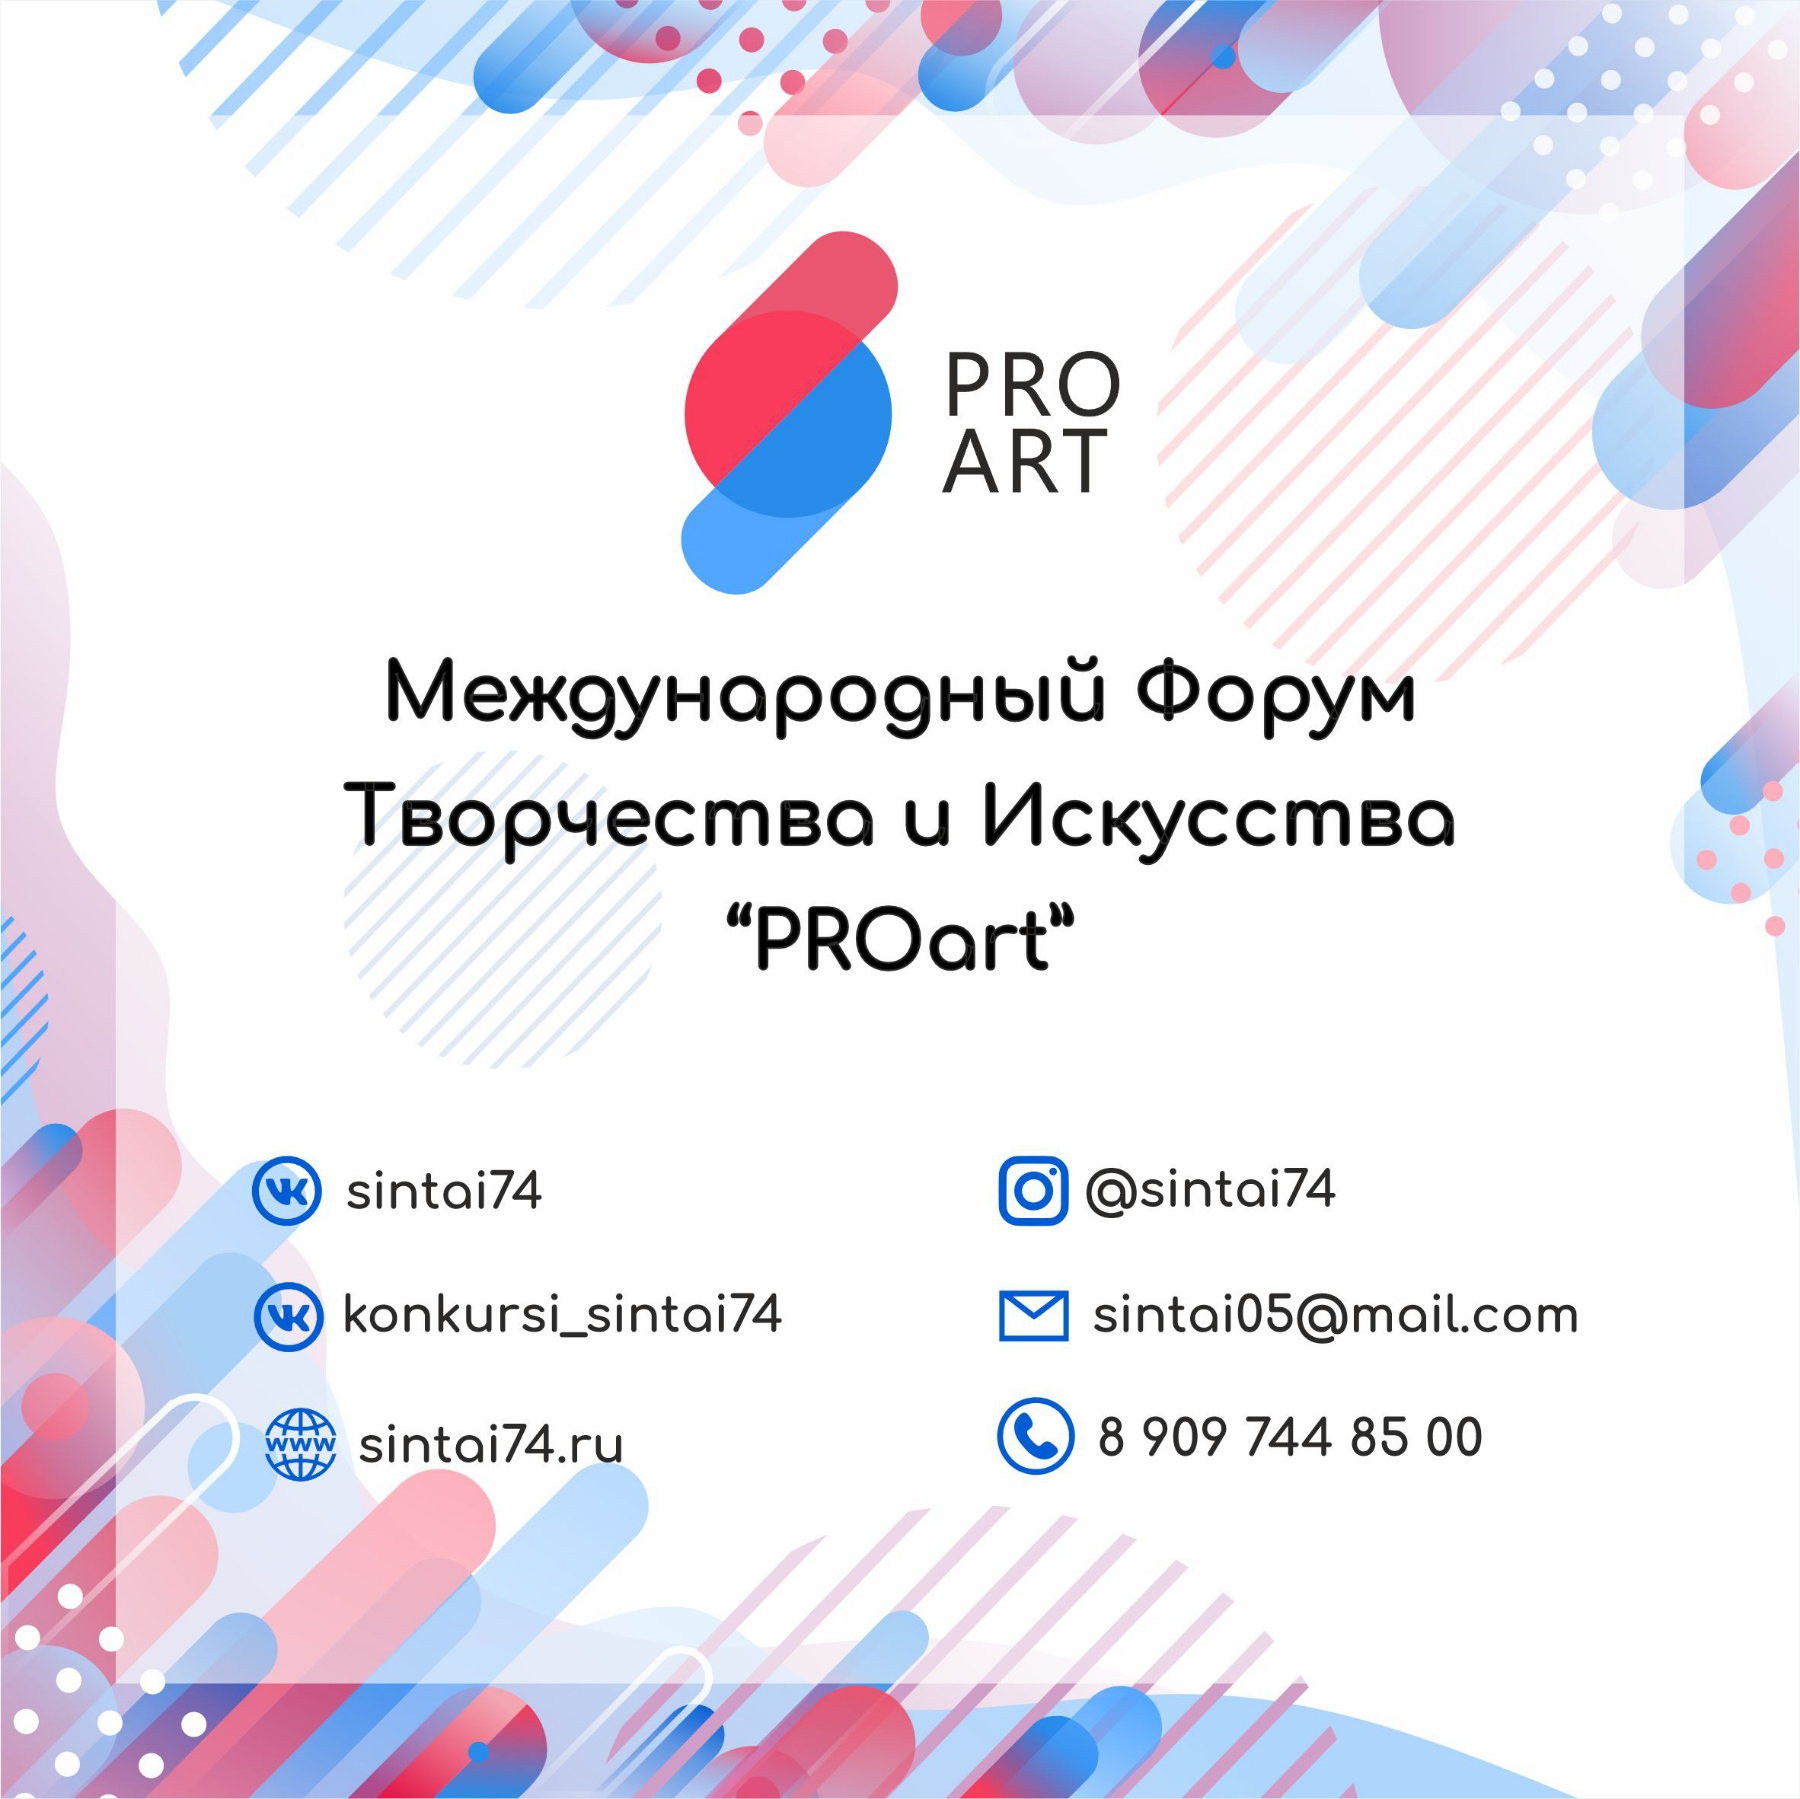 PRO
ART
Международный Форум
Творчества и Искусства
“PROart”
sintai74
@sintai74
konkursi_sintai74
sintai05@mail.com
www
sintai74.ru
8 909 744 85 00